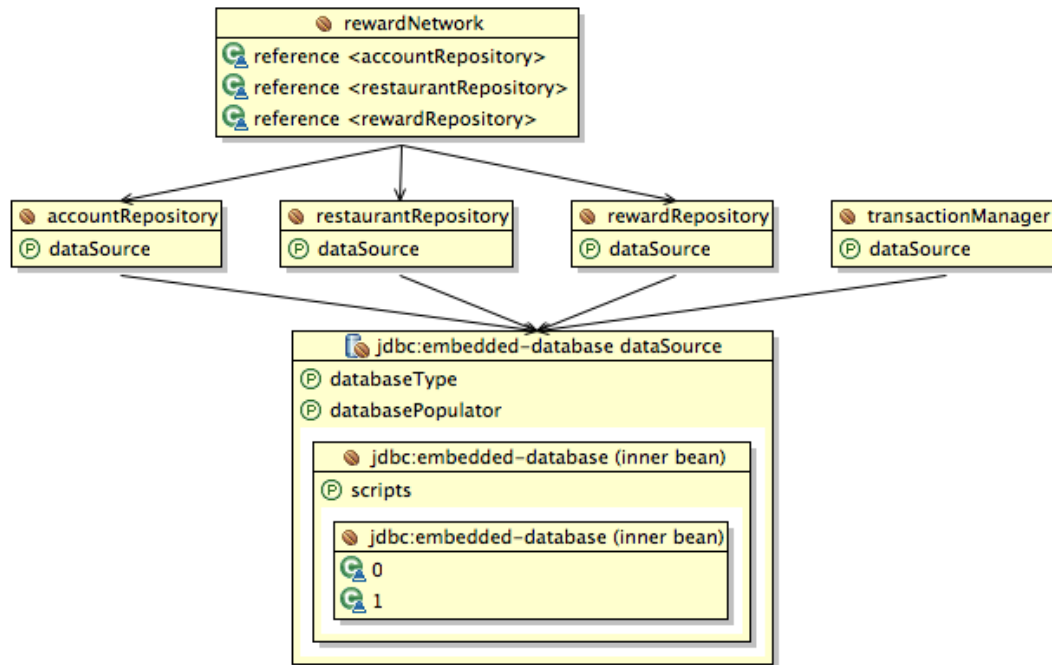 rewardNetwork
reference <accountRepository>
reference <restaurantRepository>
reference <rewardRepository>
accountRepository
P dataSource
restaurantRepository
P dataSource
rewardRepository
P dataSource
transactionManager
P dataSource
jdbc:embedded-database dataSource
P databaseType
P databasePopulator
jdbc:embedded-database (inner bean)
P scripts
jdbc:embedded-database (inner bean)
C 0
C 1